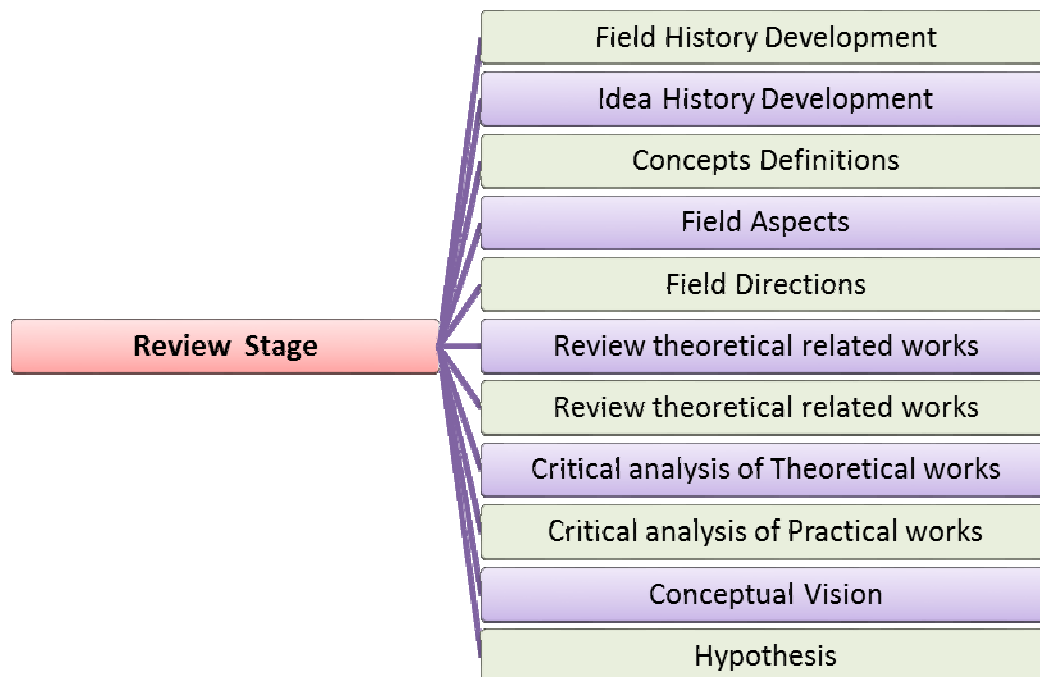 Field History Development
Idea History Development
Concepts Definitions
Field Aspects
Field Directions
Review Stage
Review theoretical related works
Review theoretical related works
Critical analysis of Theoretical works
Critical analysis of Practical works
Conceptual Vision
Hypothesis